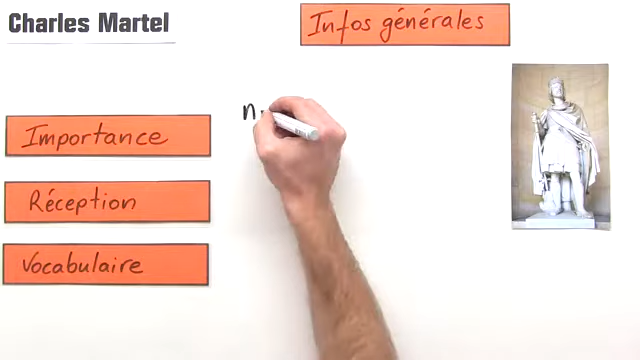 Charles Martel
Infos générales
n
Importance
Réception
Vocabulaire